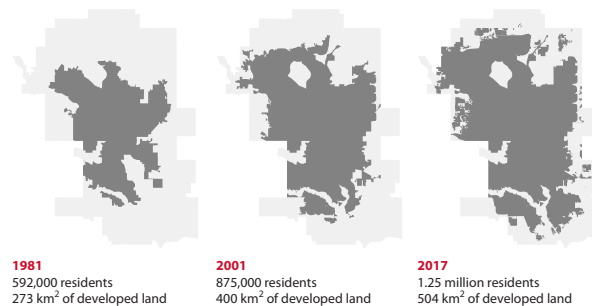 1981
592,000 residents
273 km² of developed land
2001
875,000 residents
400 km² of developed land
2017
1.25 million residents
504 km² of developed land